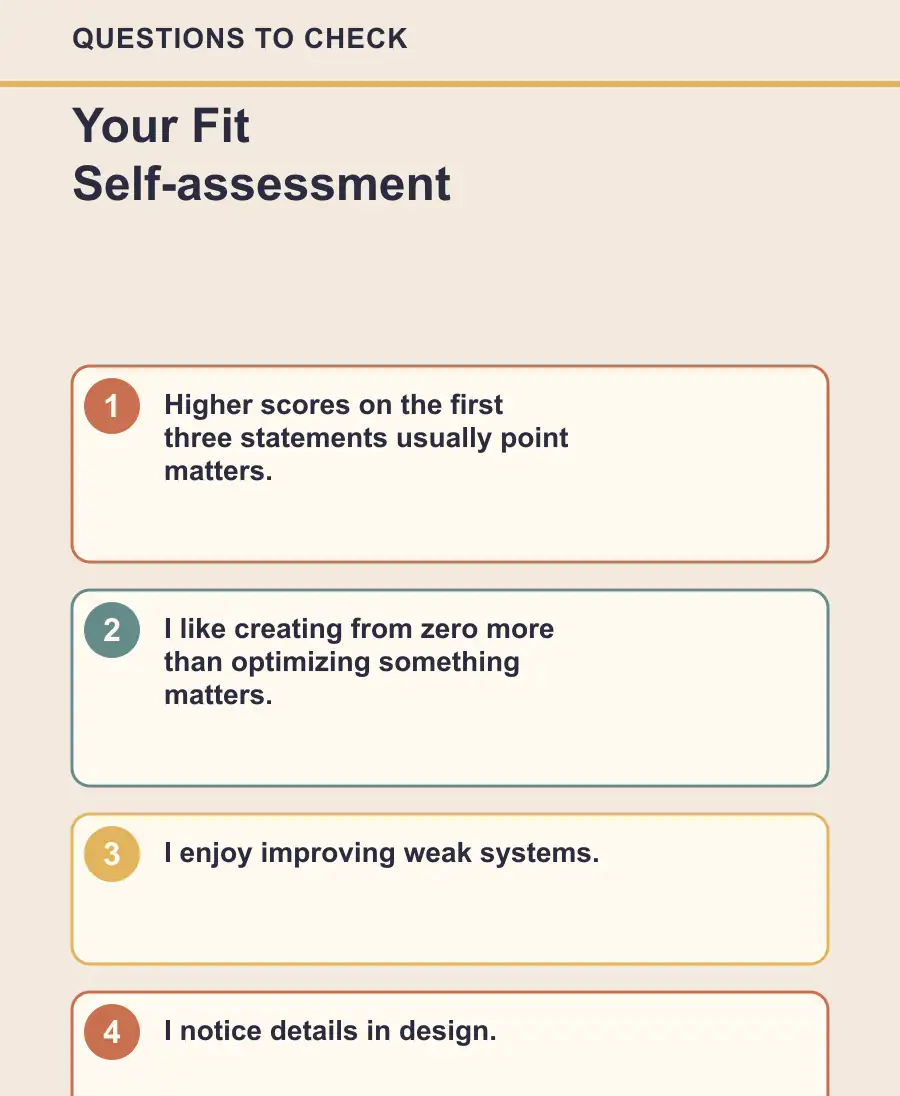 QUESTIONS TO CHECK
Your Fit
Self-assessment
1
Higher scores on the first
three statements usually point
matters.
2
I like creating from zero more
than optimizing something
matters.
3
I enjoy improving weak systems.
4
I notice details in design.